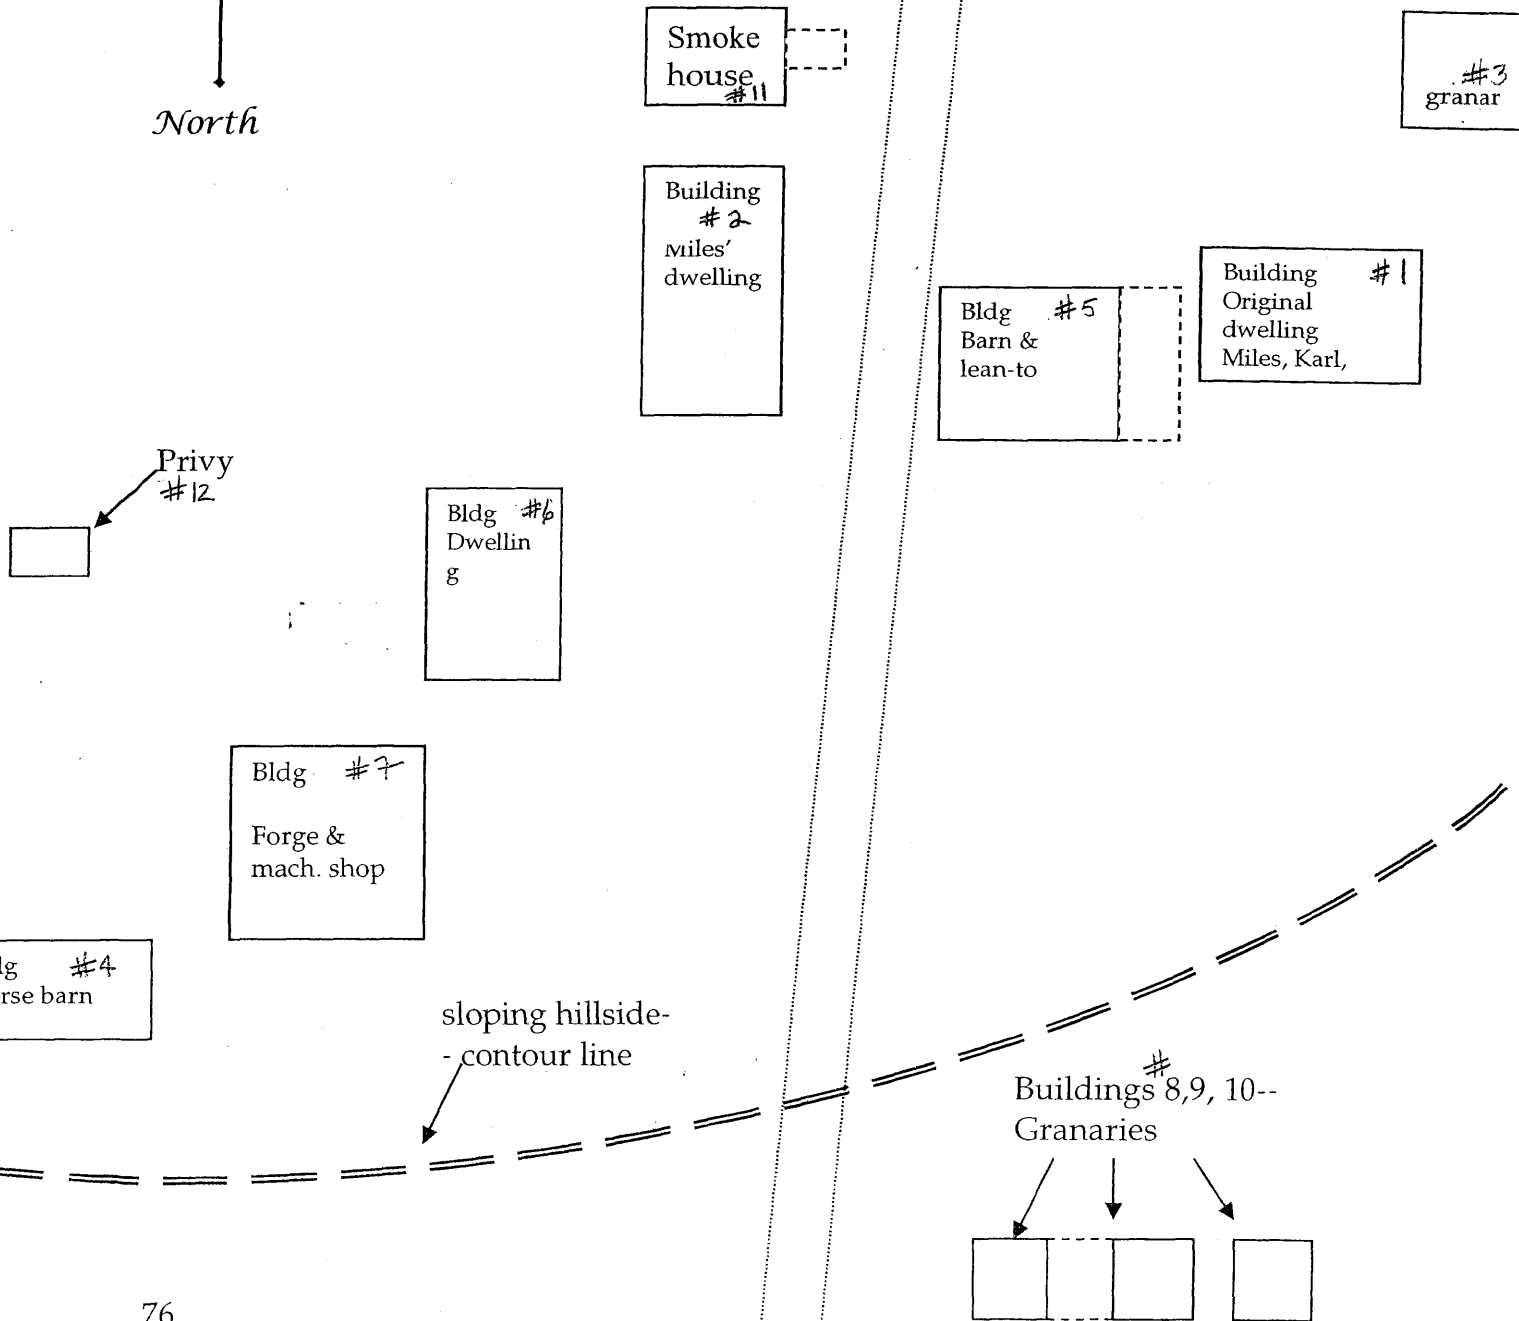 Smoke
house
#11
North
#3
granar
Building
#2
Miles'
dwelling
Building #1
Original
dwelling
Miles, Karl,
Bldg #5
Barn &
lean-to
Privy
#12
Bldg #6
Dwellin
g
Bldg #7
Forge &
mach. shop
lg #4
rse barn
sloping hillside-
- contour line
#
Buildings 8,9, 10--
Granaries
76